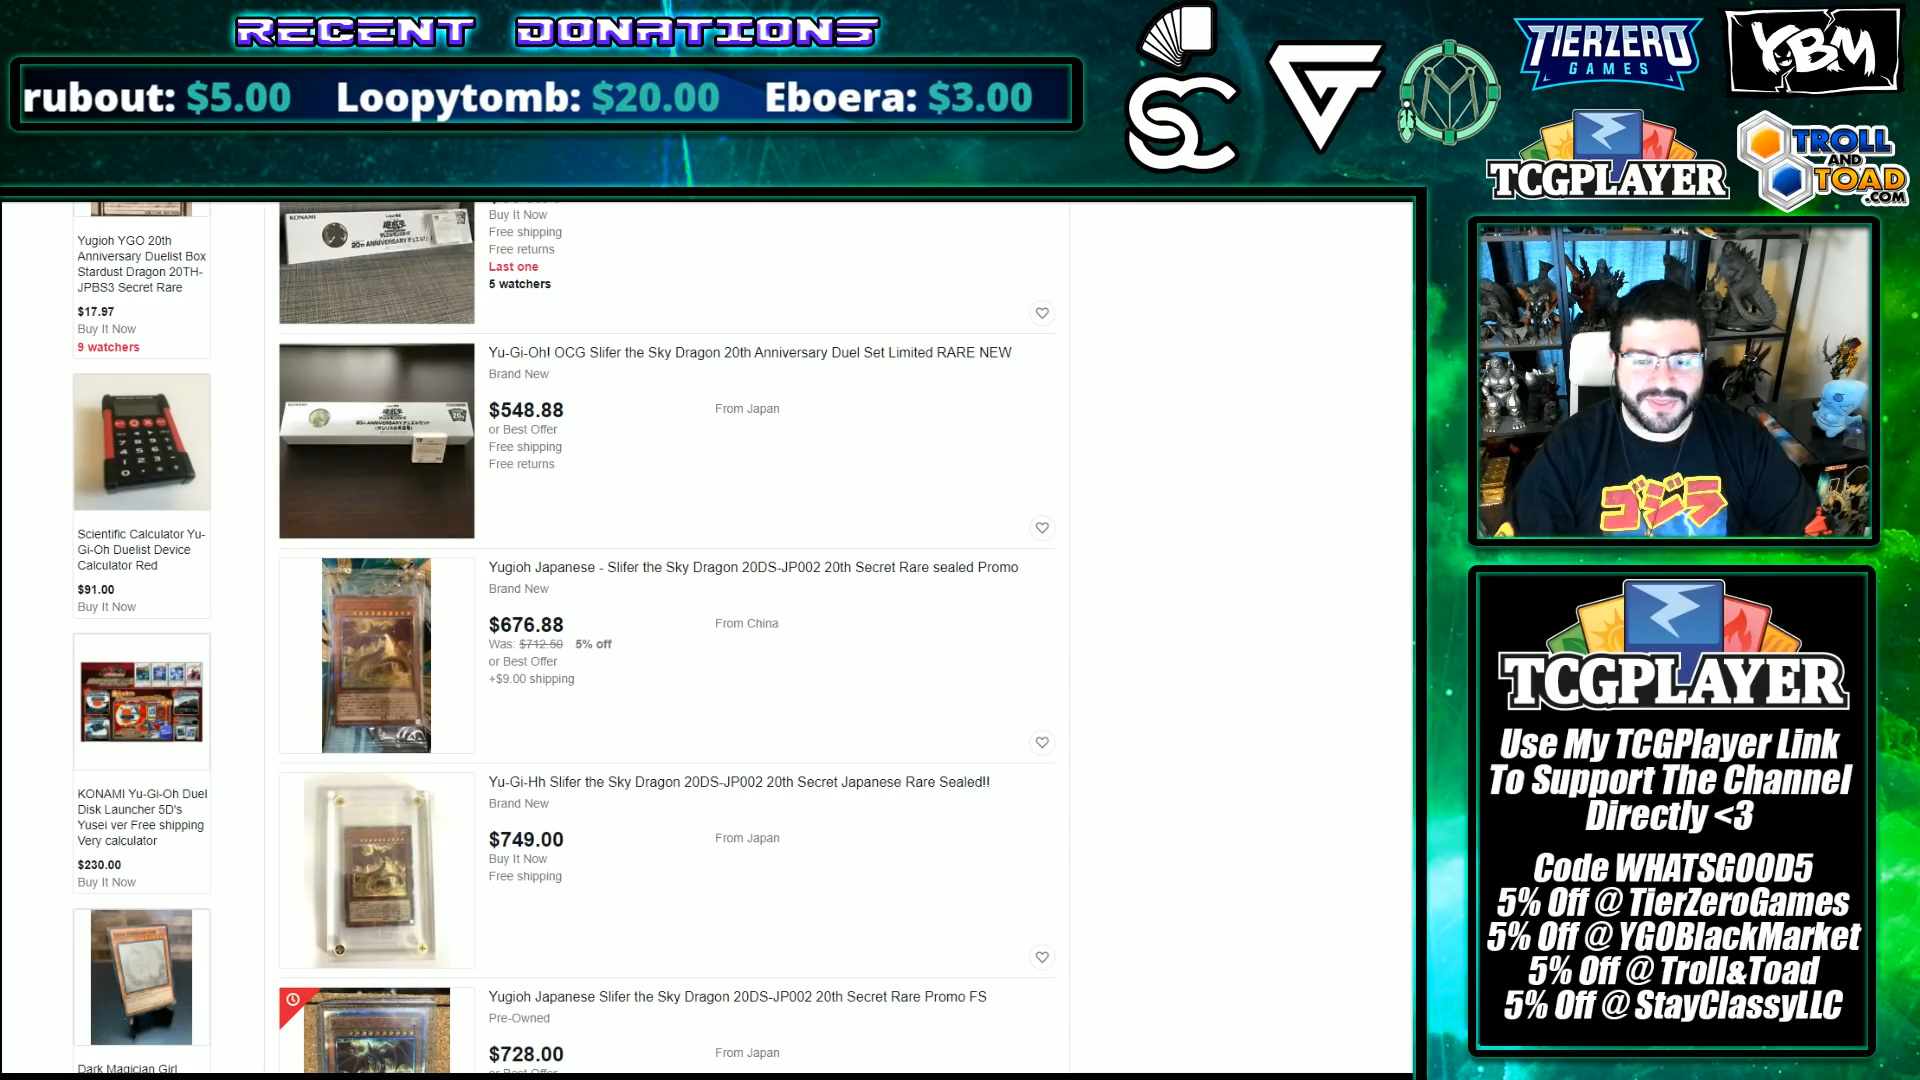 RECENT DONATIONS
rubout: $5.00 Loopytomb: $20.00 Eboera: $3.00
SC
TIERZERO
GAMES
YBM
TCGPLAYER
TROLL
AND
TOAD
.COM
Yugioh YGO 20th
Anniversary Duelist Box
Stardust Dragon 20TH-
JPBS3 Secret Rare
$17.97
Buy It Now
9 watchers
Scientific Calculator Yu-
Gi-Oh Duelist Device
Calculator Red
$91.00
Buy It Now
KONAMI Yu-Gi-Oh Duel
Disk Launcher 5D's
Yusei ver Free shipping
Very calculator
$230.00
Buy It Now
Dark Magician Girl
KONAMI
20th ANNIVERSARY
Buy It Now
Free shipping
Free returns
Last one
5 watchers
Yu-Gi-Oh! OCG Slifer the Sky Dragon 20th Anniversary Duel Set Limited RARE NEW
Brand New
$548.88
From Japan
or Best Offer
Free shipping
Free returns
Yugioh Japanese - Slifer the Sky Dragon 20DS-JP002 20th Secret Rare sealed Promo
Brand New
$676.88
From China
Was: $712.50 5% off
or Best Offer
+$9.00 shipping
Yu-Gi-Hh Slifer the Sky Dragon 20DS-JP002 20th Secret Japanese Rare Sealed!!
Brand New
$749.00
From Japan
Buy It Now
Free shipping
Yugioh Japanese Slifer the Sky Dragon 20DS-JP002 20th Secret Rare Promo FS
Pre-Owned
$728.00
From Japan
or Best Offer
ゴジラ
TCGPLAYER
Use My TCGPlayer Link
To Support The Channel
Directly <3
Code WHATSGOOD5
5% Off @ TierZeroGames
5% Off @ YGOBlackMarket
5% Off @ Troll&Toad
5% Off @ StayClassyLLC